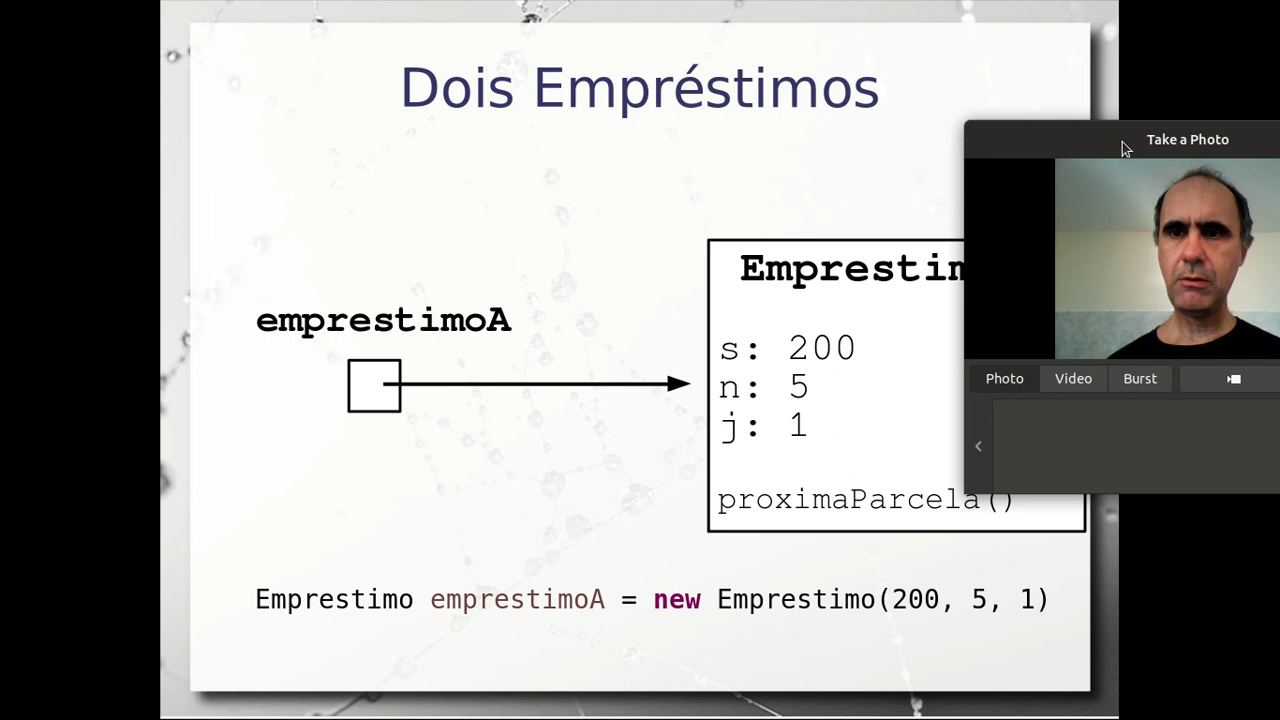 Dois Empréstimos
Take a Photo
emprestimoA
s: 200
n: 5
j: 1
proximaParcela()
Photo Video Burst
Emprestimo emprestimoA = new Emprestimo(200, 5, 1)